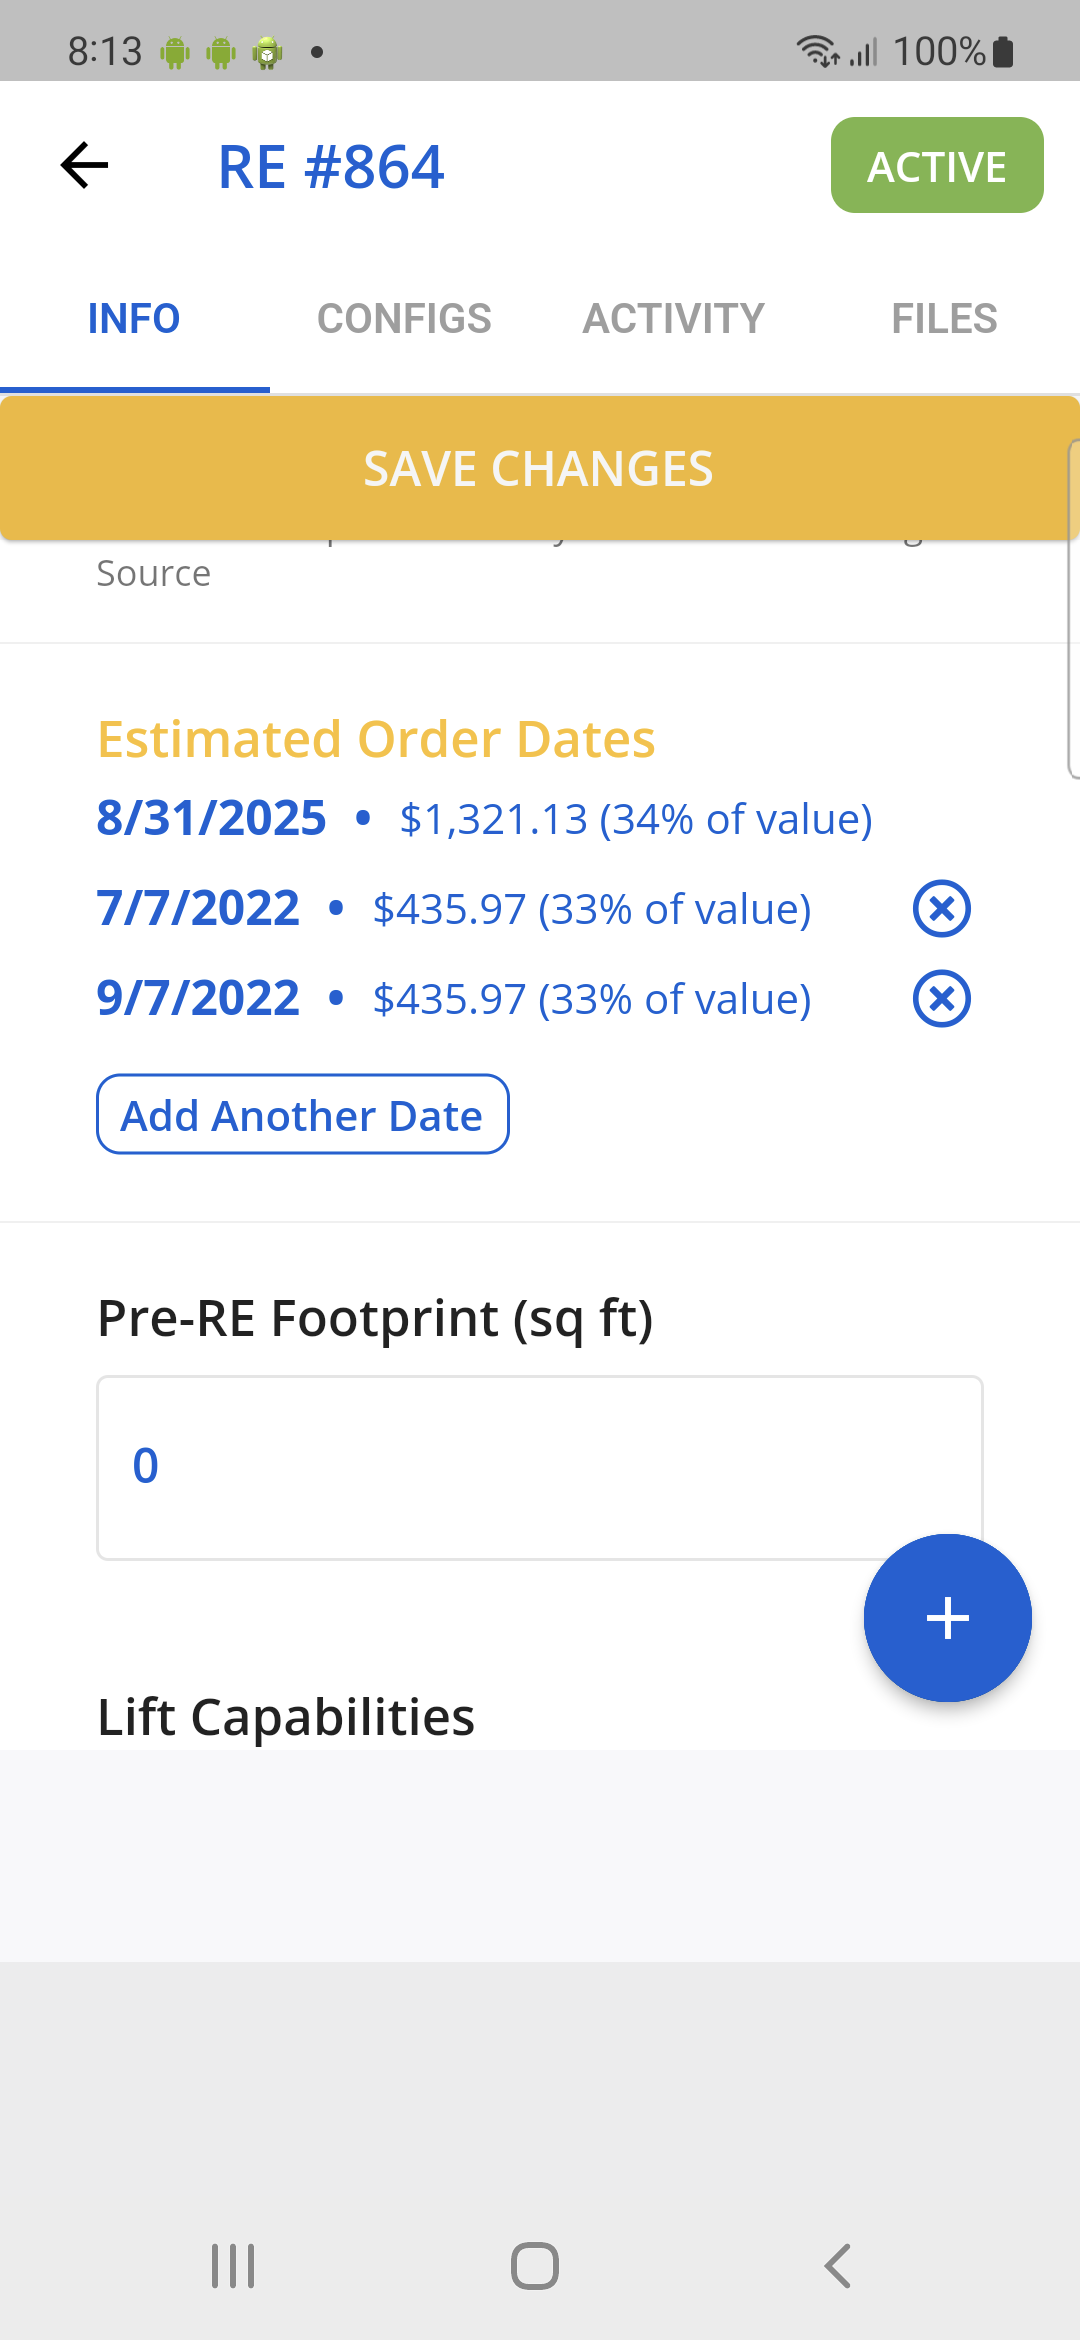 8:13
100%
RE #864
ACTIVE
INFO
CONFIGS
ACTIVITY
FILES
SAVE CHANGES
Source
Estimated Order Dates
8/31/2025 • $1,321.13 (34% of value)
7/7/2022 • $435.97 (33% of value)
9/7/2022 • $435.97 (33% of value)
Add Another Date
Pre-RE Footprint (sq ft)
0
+
Lift Capabilities